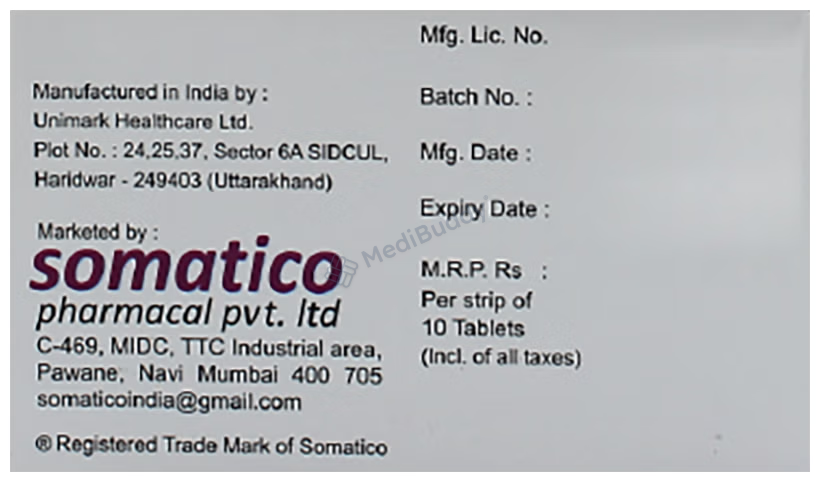 Manufactured in India by :
Unimark Healthcare Ltd.
Plot No. : 24,25,37, Sector 6A SIDCUL,
Haridwar - 249403 (Uttarakhand)
Marketed by :
somatico
pharmacal pvt. ltd
C-469, MIDC, TTC Industrial area,
Pawane, Navi Mumbai 400 705
somaticoindia@gmail.com
® Registered Trade Mark of Somatico
Mfg. Lic. No.
Batch No. :
Mfg. Date :
Expiry Date :
M.R.P. Rs :
Per strip of
10 Tablets
(Incl. of all taxes)
MediBuddy